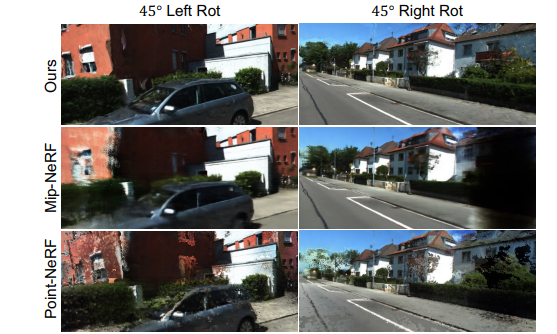 45° Left Rot
45° Right Rot
Ours
Mip-NeRF
Point-NeRF